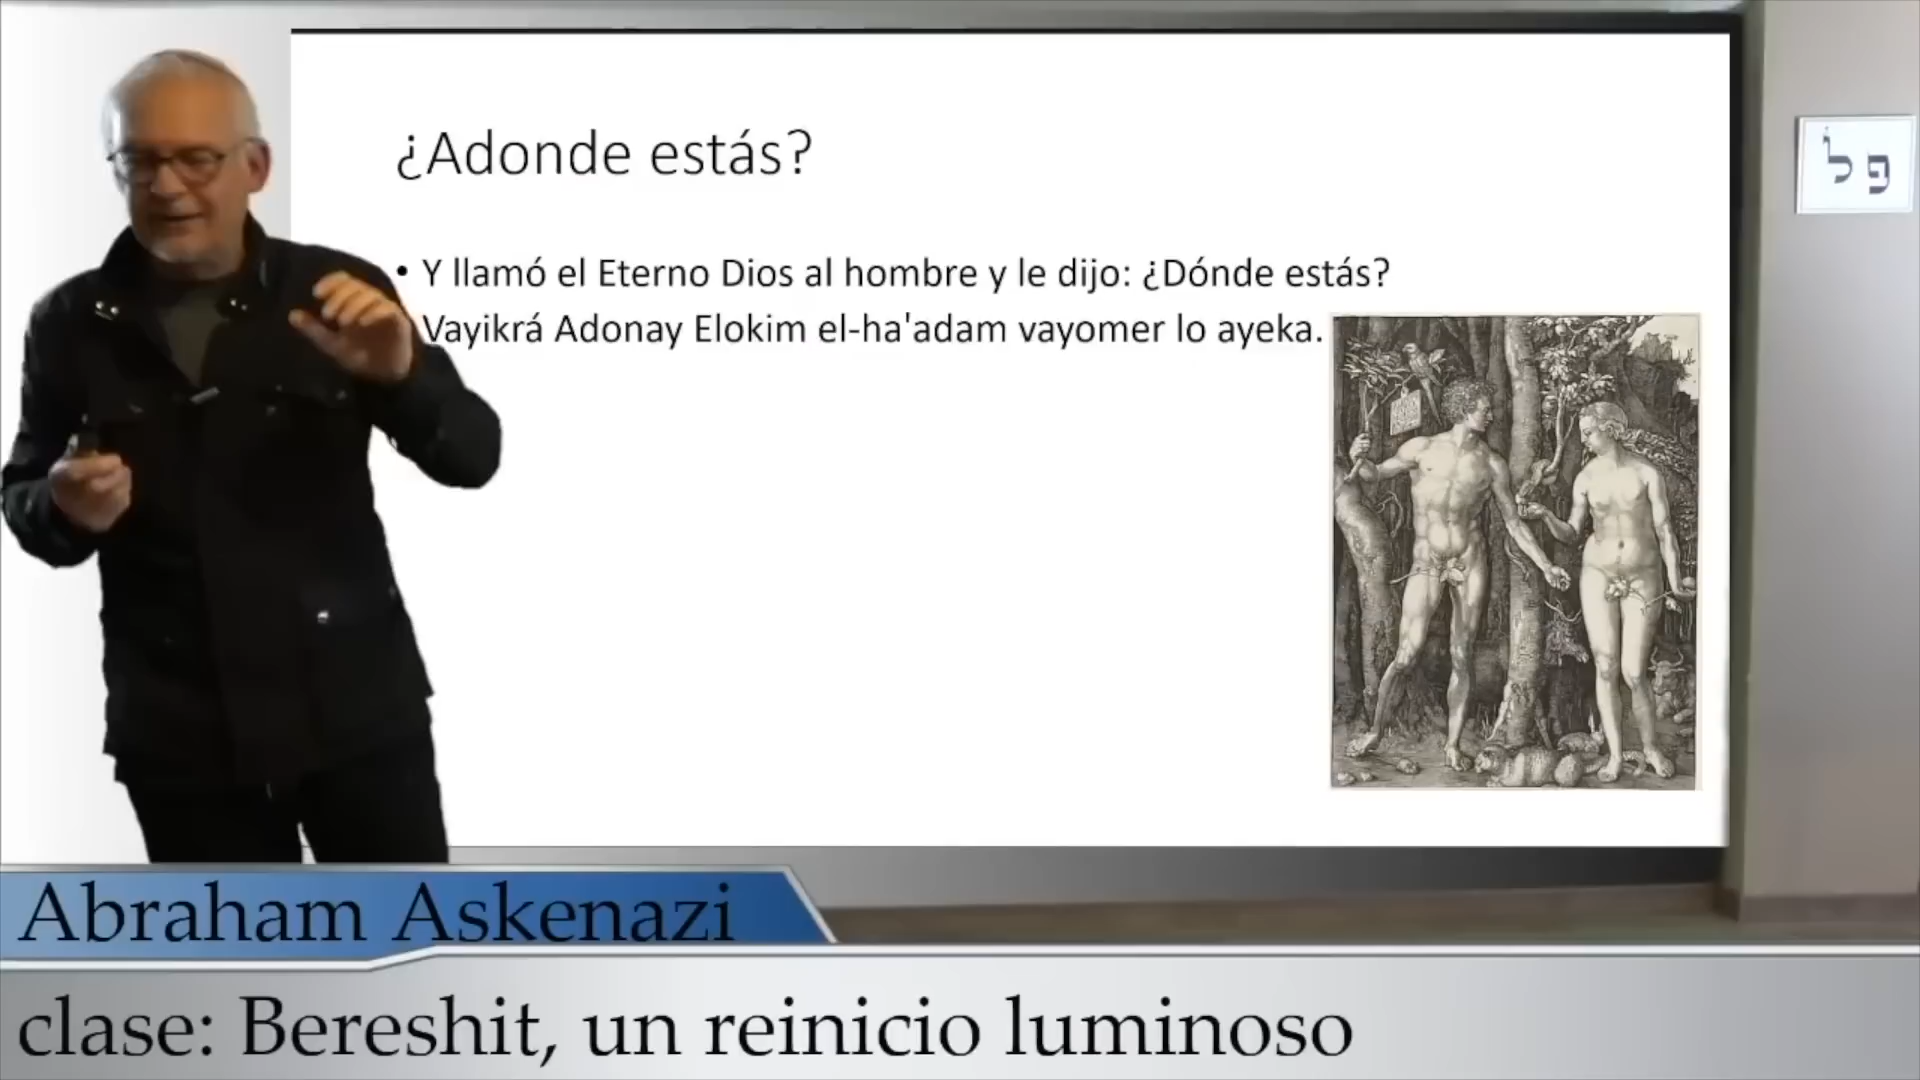 ¿Adonde estás?
• Y llamó el Eterno Dios al hombre y le dijo: ¿Dónde estás?
Vayikrá Adonay Elokim el-ha'adam vayomer lo ayeka.
פ ל
Abraham Askenazi
clase: Bereshit, un reinicio luminoso